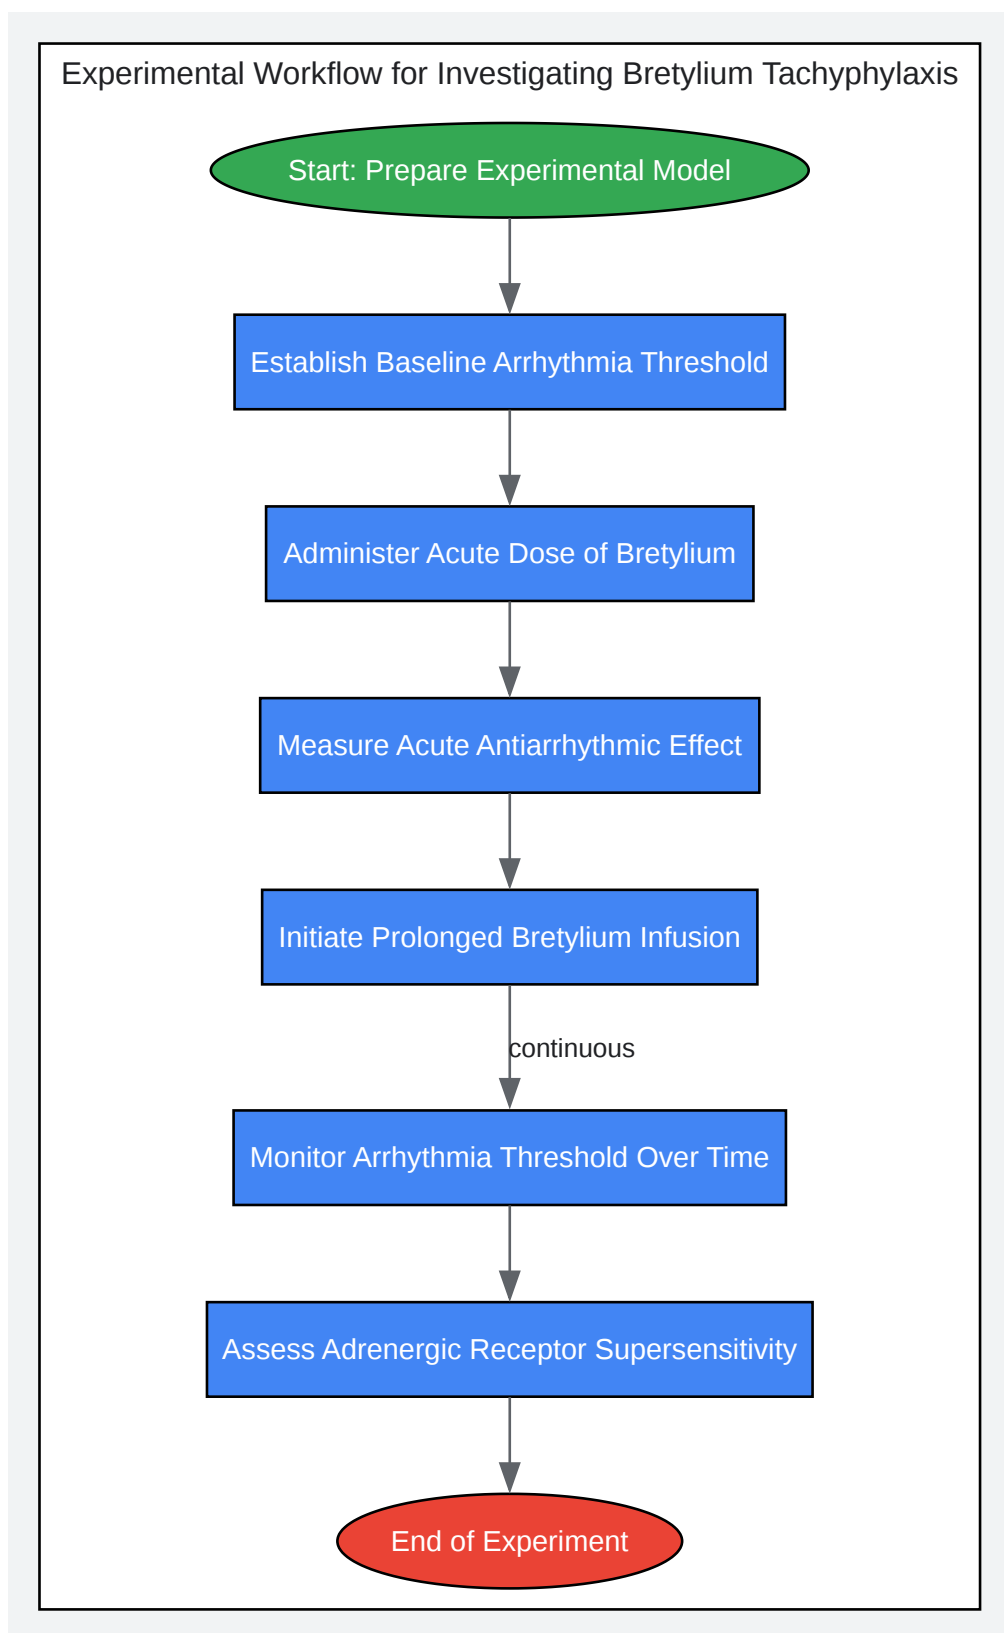 Experimental Workflow for Investigating Bretylium Tachyphylaxis
Start: Prepare Experimental Model
Establish Baseline Arrhythmia Threshold
Administer Acute Dose of Bretylium
Measure Acute Antiarrhythmic Effect
Initiate Prolonged Bretylium Infusion
continuous
Monitor Arrhythmia Threshold Over Time
Assess Adrenergic Receptor Supersensitivity
End of Experiment